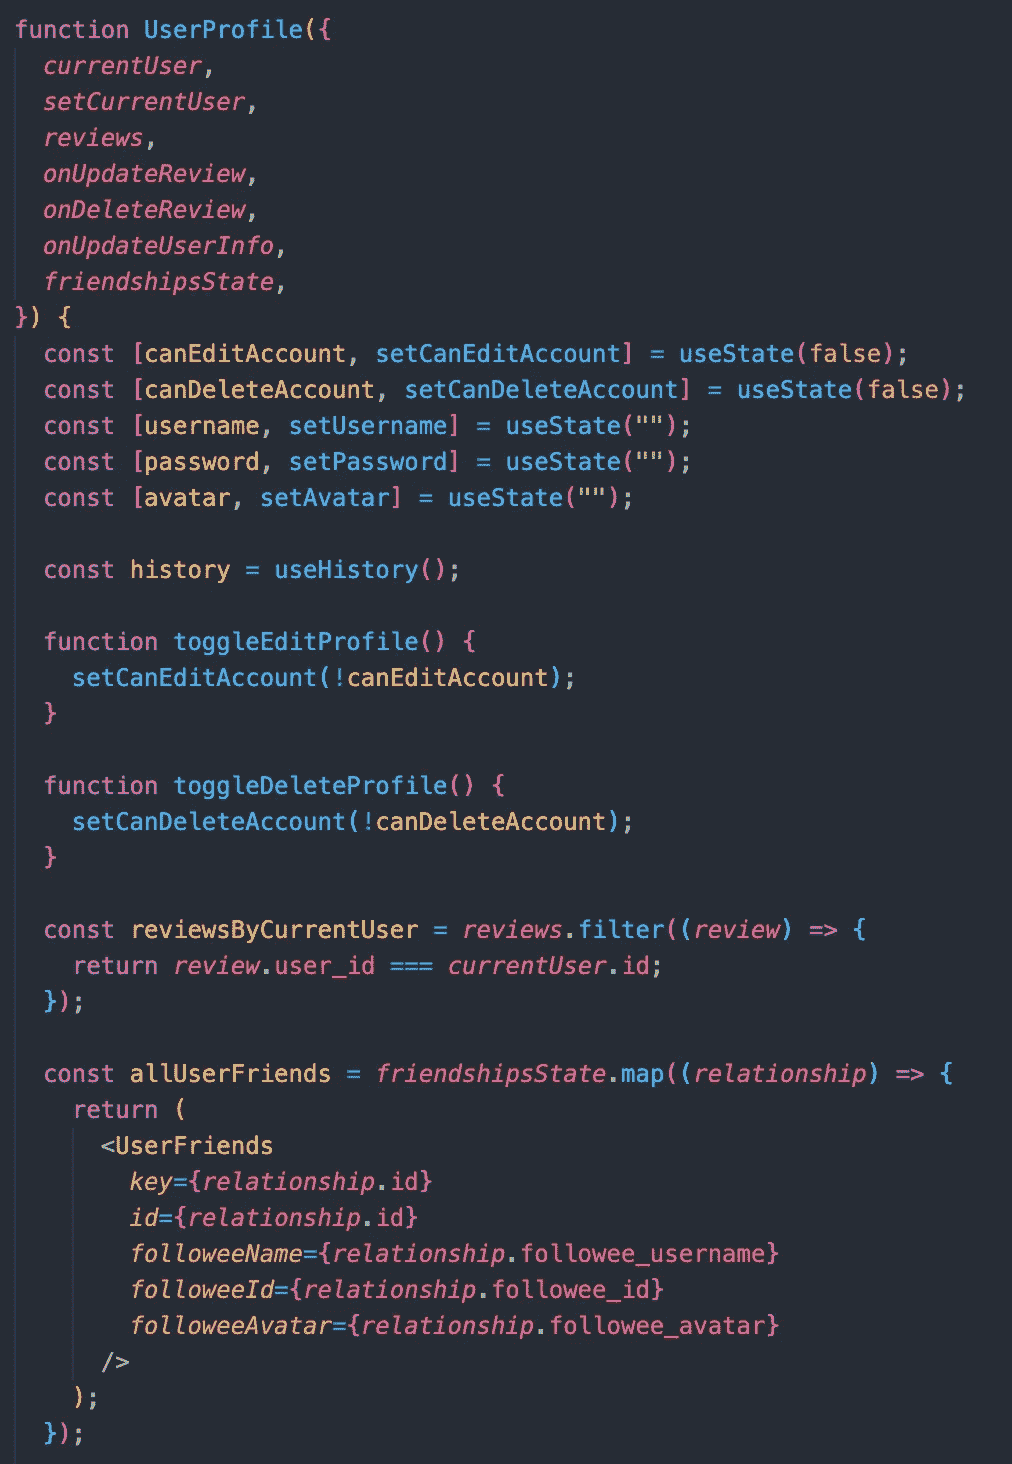 function UserProfile({
  currentUser,
  setCurrentUser,
  reviews,
  onUpdateReview,
  onDeleteReview,
  onUpdateUserInfo,
  friendshipsState,
}) {
  const [canEditAccount, setCanEditAccount] = useState(false);
  const [canDeleteAccount, setCanDeleteAccount] = useState(false);
  const [username, setUsername] = useState("");
  const [password, setPassword] = useState("");
  const [avatar, setAvatar] = useState("");

  const history = useHistory();

  function toggleEditProfile() {
    setCanEditAccount(!canEditAccount);
  }

  function toggleDeleteProfile() {
    setCanDeleteAccount(!canDeleteAccount);
  }

  const reviewsByCurrentUser = reviews.filter((review) => {
    return review.user_id === currentUser.id;
  });

  const allUserFriends = friendshipsState.map((relationship) => {
    return (
      <UserFriends
        key={relationship.id}
        id={relationship.id}
        followeeName={relationship.followee_username}
        followeeId={relationship.followee_id}
        followeeAvatar={relationship.followee_avatar}
      />
    );
  });